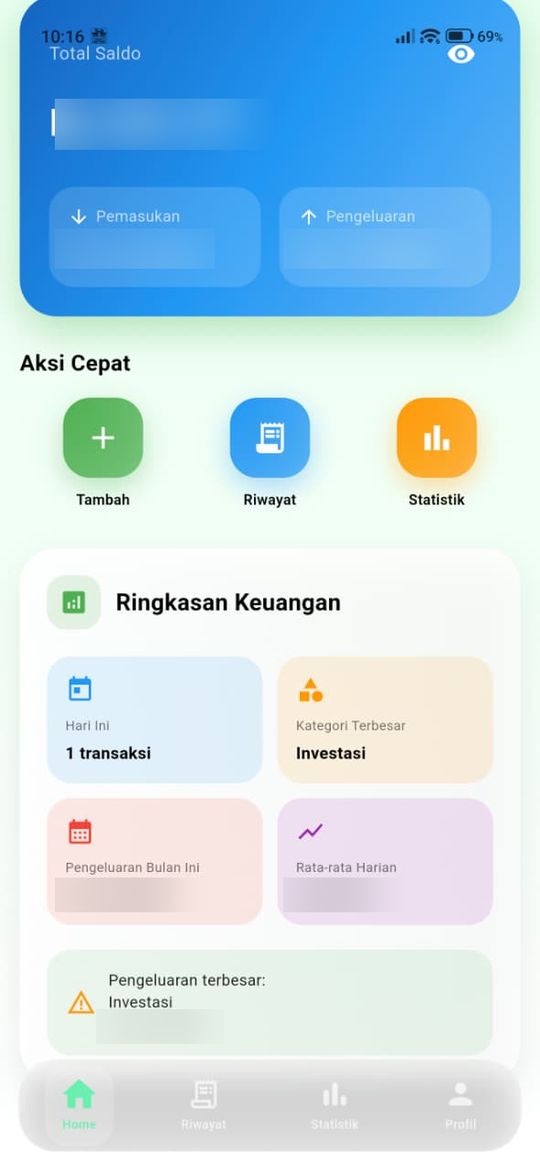 10:16
69%
Total Saldo
Pemasukan
Pengeluaran
Aksi Cepat
Tambah
Riwayat
Statistik
Ringkasan Keuangan
Hari Ini
1 transaksi
Kategori Terbesar
Investasi
Pengeluaran Bulan Ini
Rata-rata Harian
Pengeluaran terbesar:
Investasi
Home
Riwayat
Statistik
Profil